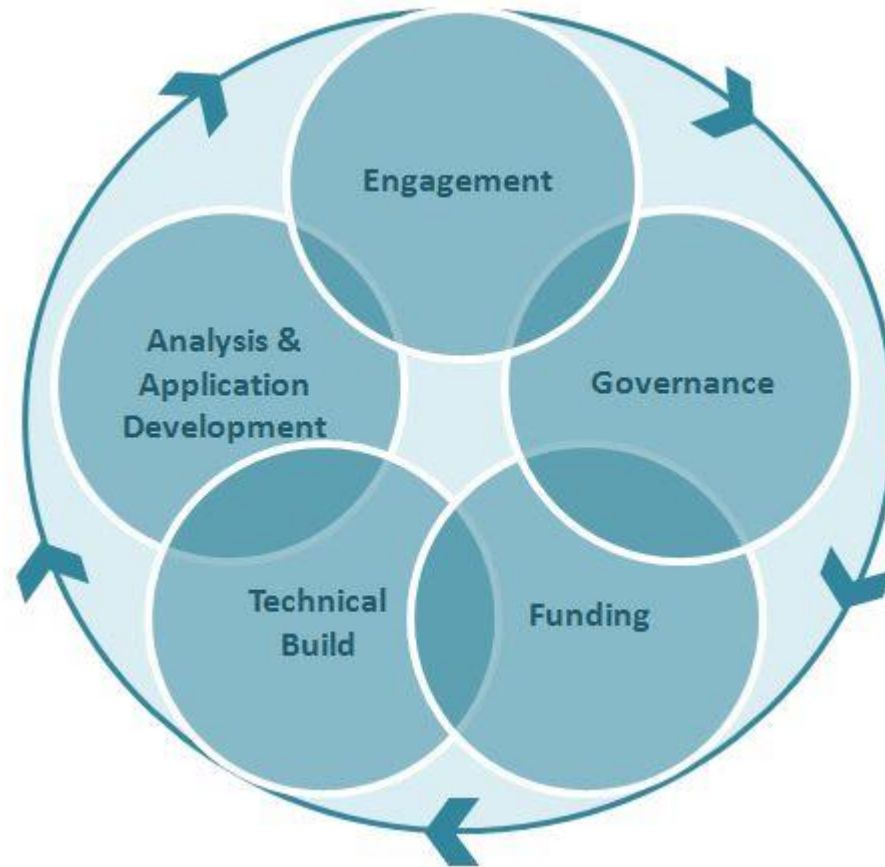 Engagement
Governance
Funding
Technical
Build
Analysis &
Application
Development